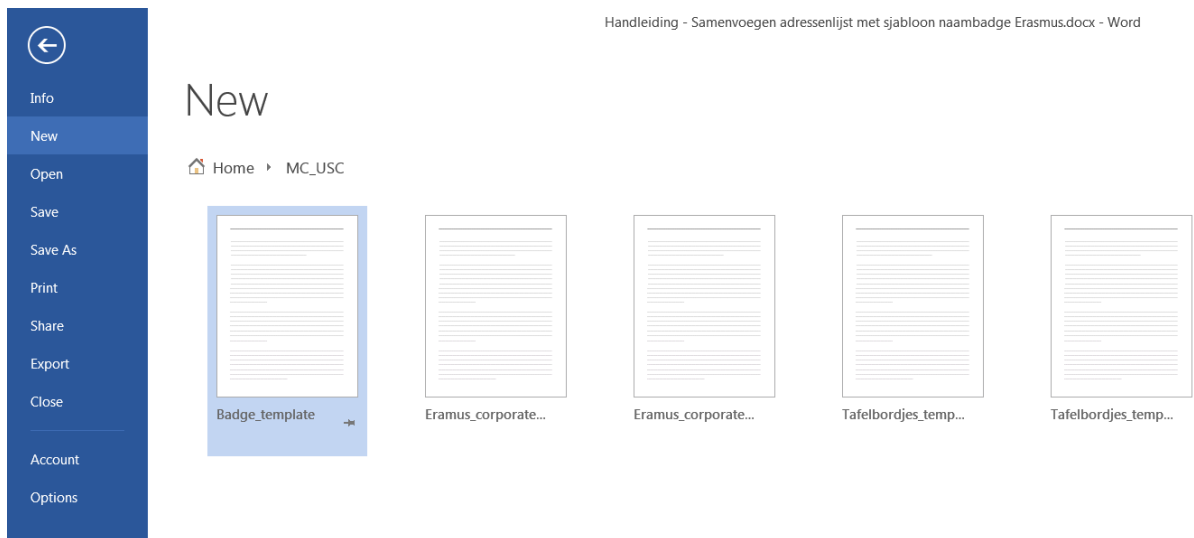 Handleiding - Samenvoegen adressenlijst met sjabloon naambadge Erasmus.docx - Word
Info
New
Open
Save
Save As
Print
Share
Export
Close
Account
Options
New
Home MC_USC
Badge_template
Eramus_corporate...
Eramus_corporate...
Tafelbordjes_temp...
Tafelbordjes_temp...